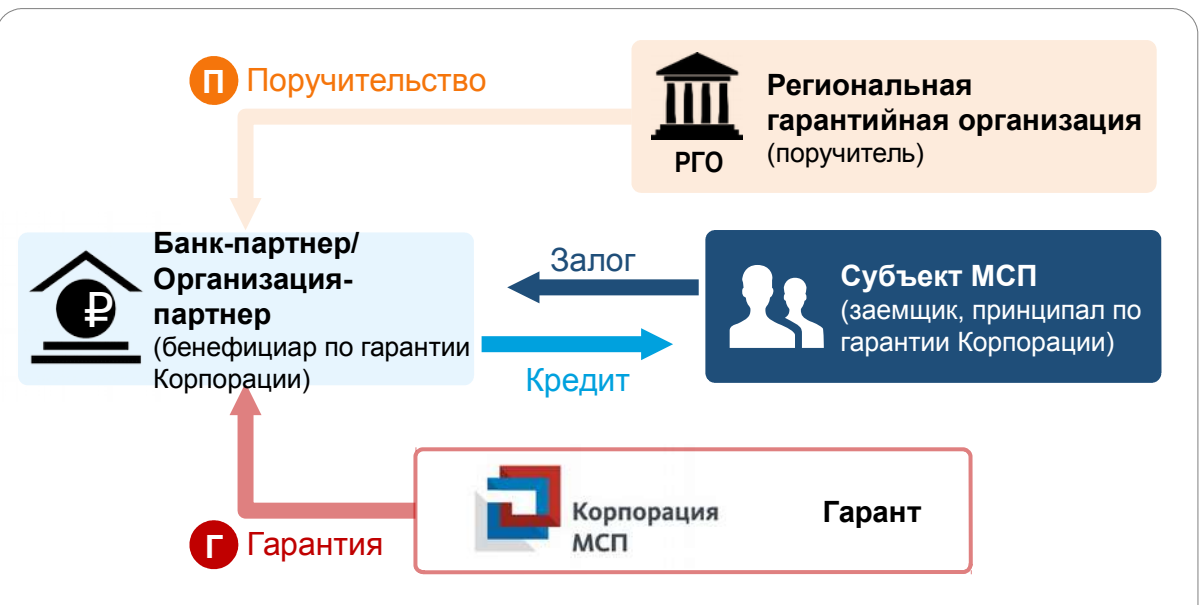 П Поручительство
Региональная
гарантийная организация
(поручитель)
РГО
Банк-партнер/
Организация-
партнер
(бенефициар по гарантии
Корпорации)
₽
Залог
Кредит
Субъект МСП
(заемщик, принципал по
гарантии Корпорации)
Корпорация
МСП
Гарант
Г Гарантия